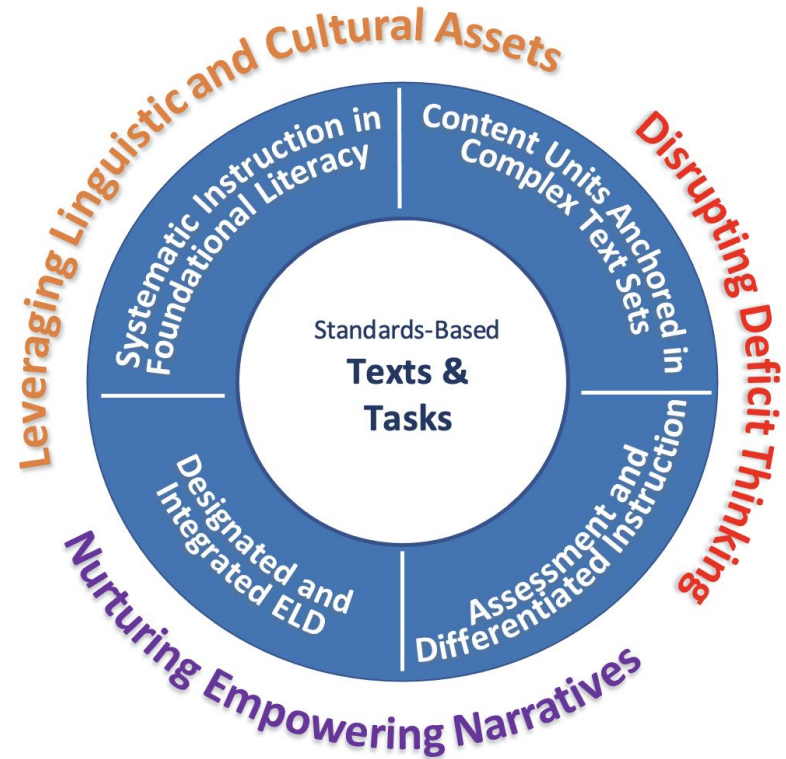 Leveraging Linguistic and Cultural Assets
Disrupting Deficit Thinking
Nurturing Empowering Narratives
Systematic Instruction in
Foundational Literacy
Content Units Anchored in
Complex Text Sets
Designated and
Integrated ELD
Assessment and
Differentiated Instruction
Standards-Based
Texts &
Tasks